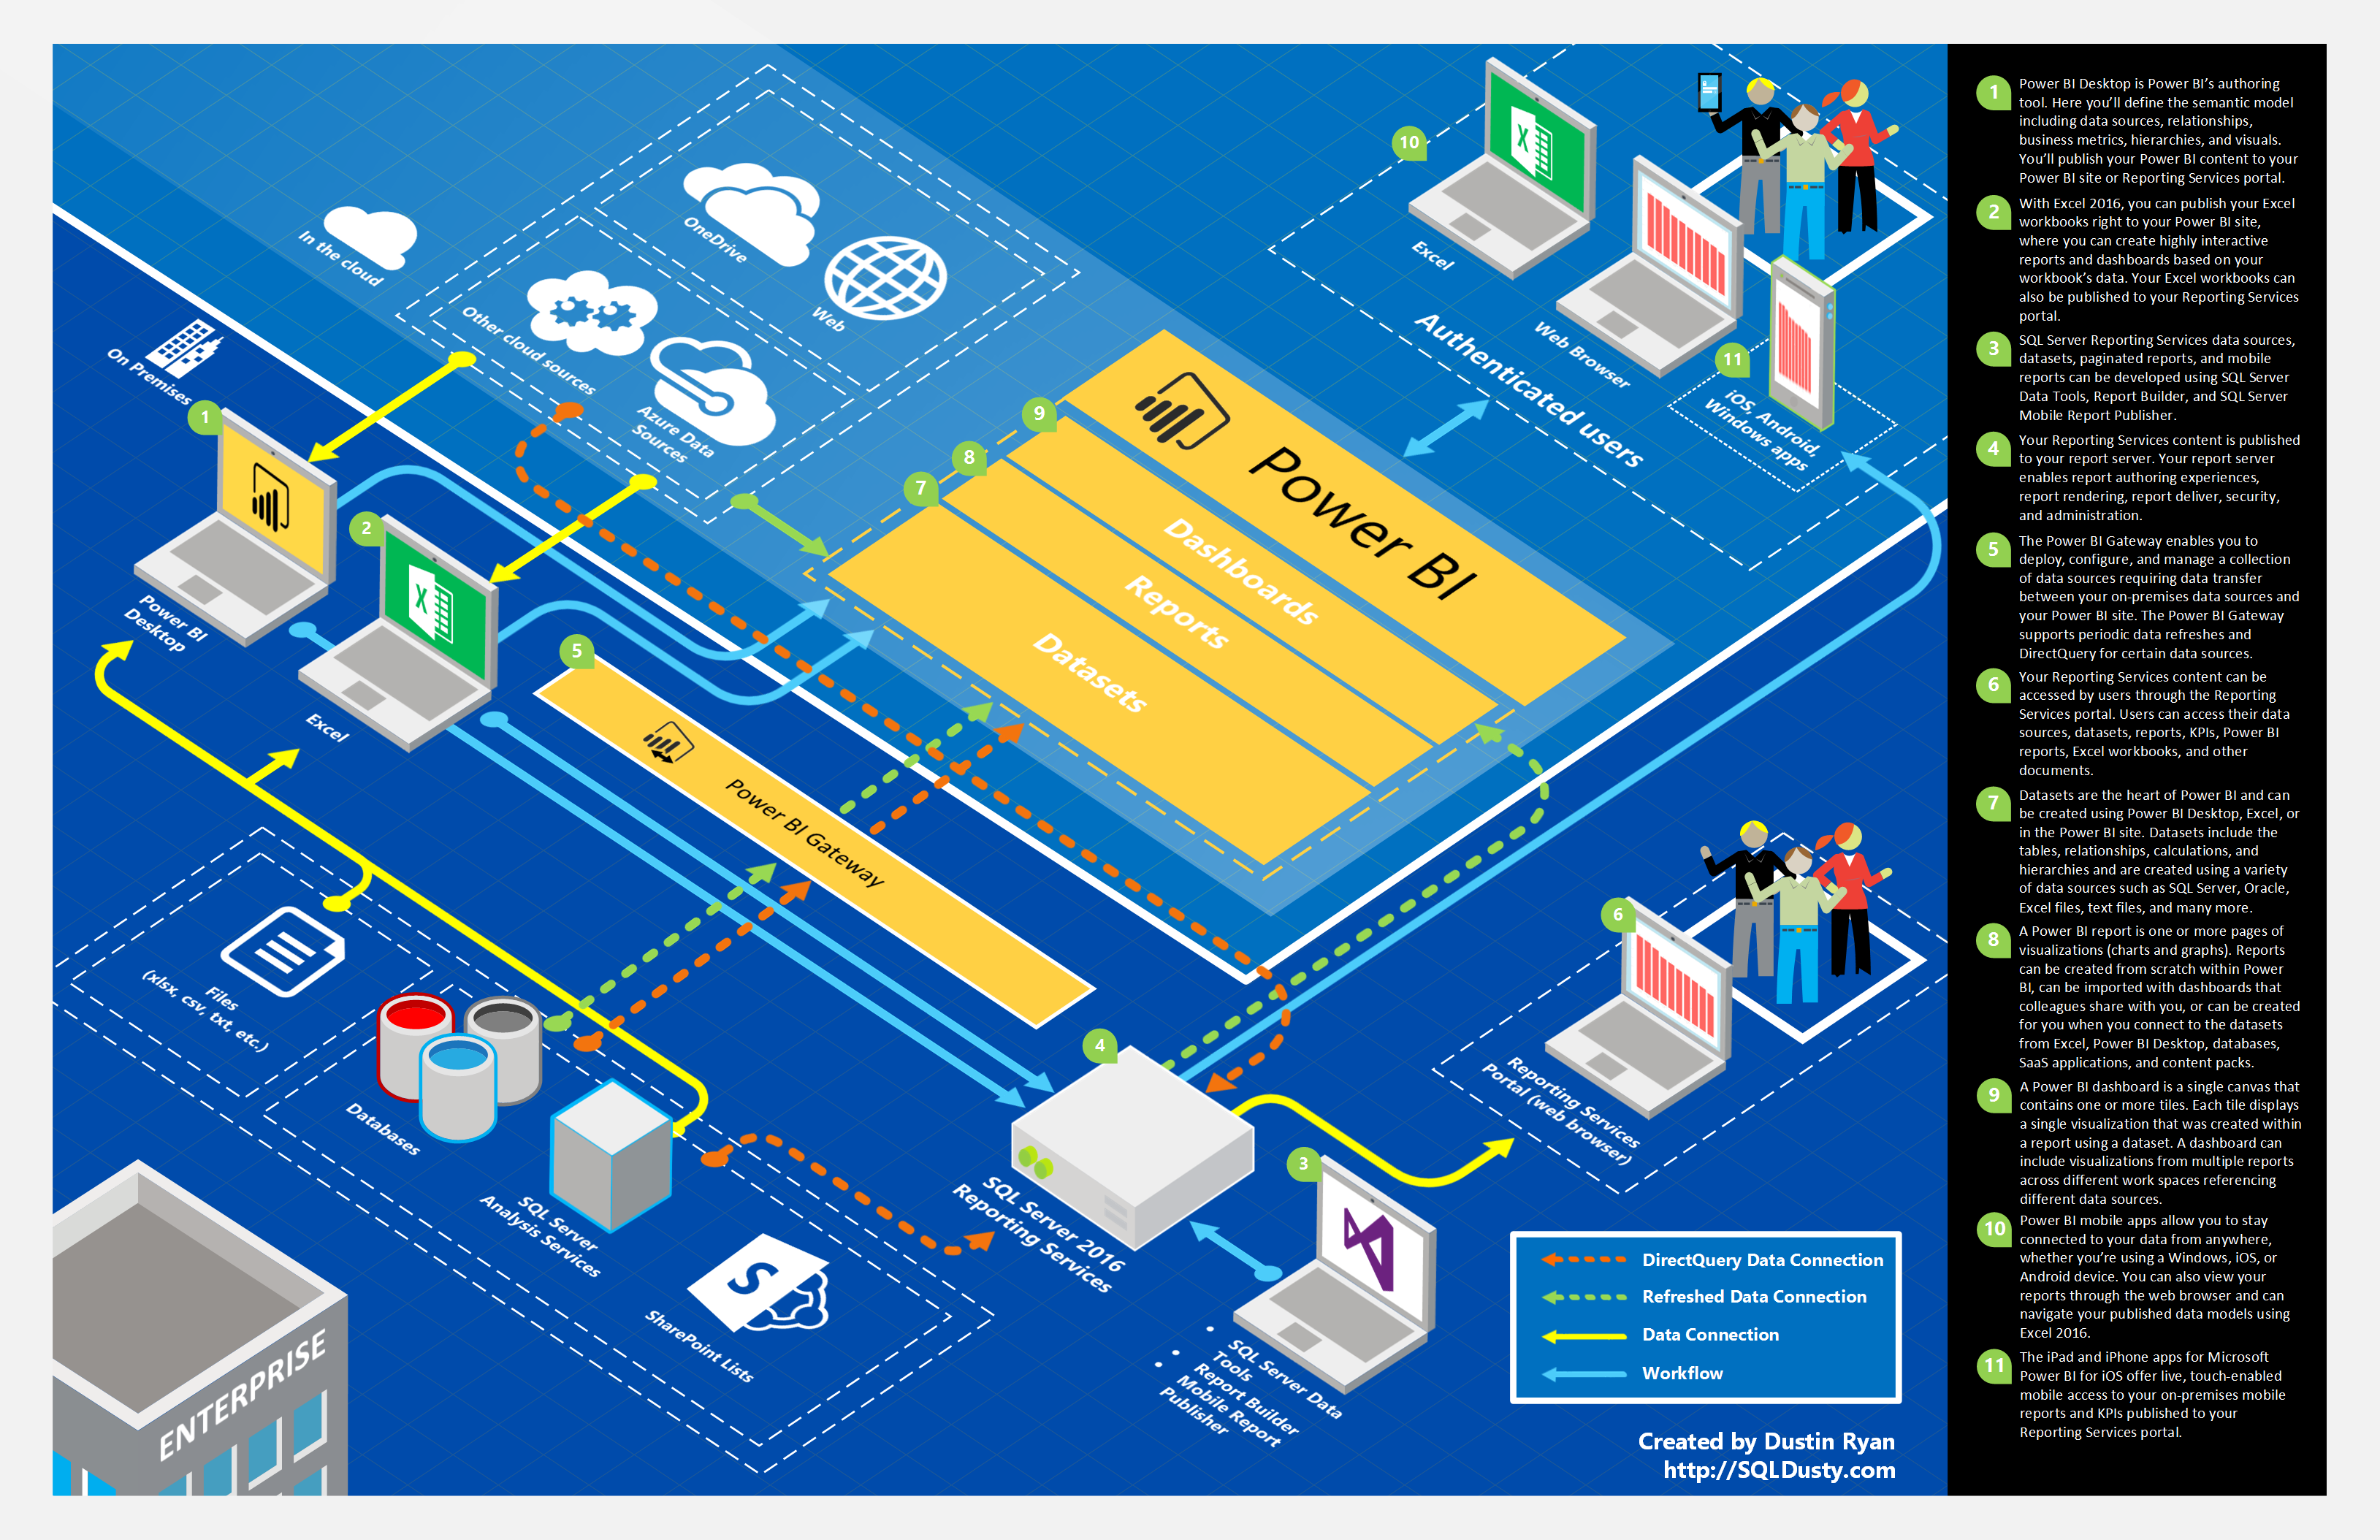 In the cloud
OneDrive
Web
Other cloud sources
Azure Data
Sources
On Premises
1
Power BI
Desktop
2
Excel
5
Power BI Gateway
9
8
7
Power BI
Dashboards
Reports
Datasets
10
Excel
Web Browser
11
iOS, Android,
Windows apps
Authenticated users
Files
(xlsx, csv, txt, etc.)
Databases
SQL Server
Analysis Services
S
SharePoint Lists
ENTERPRISE
4
SQL Server 2016
Reporting Services
3
• SQL Server Data
Tools
• Report Builder
• Mobile Report
Publisher
6
Reporting Services
Portal (web browser)
DirectQuery Data Connection
Refreshed Data Connection
Data Connection
Workflow
Created by Dustin Ryan
http://SQLDusty.com
1
Power BI Desktop is Power BI's authoring
tool. Here you'll define the semantic model
including data sources, relationships,
business metrics, hierarchies, and visuals.
You'll publish your Power BI content to your
Power BI site or Reporting Services portal.
2
With Excel 2016, you can publish your Excel
workbooks right to your Power BI site,
where you can create highly interactive
reports and dashboards based on your
workbook's data. Your Excel workbooks can
also be published to your Reporting Services
portal.
3
SQL Server Reporting Services data sources,
datasets, paginated reports, and mobile
reports can be developed using SQL Server
Data Tools, Report Builder, and SQL Server
Mobile Report Publisher.
4
Your Reporting Services content is published
to your report server. Your report server
enables report authoring experiences,
report rendering, report deliver, security,
and administration.
5
The Power BI Gateway enables you to
deploy, configure, and manage a collection
of data sources requiring data transfer
between your on-premises data sources and
your Power BI site. The Power BI Gateway
supports periodic data refreshes and
DirectQuery for certain data sources.
6
Your Reporting Services content can be
accessed by users through the Reporting
Services portal. Users can access their data
sources, datasets, reports, KPIs, Power BI
reports, Excel workbooks, and other
documents.
7
Datasets are the heart of Power BI and can
be created using Power BI Desktop, Excel, or
in the Power BI site. Datasets include the
tables, relationships, calculations, and
hierarchies and are created using a variety
of data sources such as SQL Server, Oracle,
Excel files, text files, and many more.
8
A Power BI report is one or more pages of
visualizations (charts and graphs). Reports
can be created from scratch within Power
BI, can be imported with dashboards that
colleagues share with you, or can be created
for you when you connect to the datasets
from Excel, Power BI Desktop, databases,
SaaS applications, and content packs.
9
A Power BI dashboard is a single canvas that
contains one or more tiles. Each tile displays
a single visualization that was created within
a report using a dataset. A dashboard can
include visualizations from multiple reports
across different work spaces referencing
different data sources.
10
Power BI mobile apps allow you to stay
connected to your data from anywhere,
whether you're using a Windows, iOS, or
Android device. You can also view your
reports through the web browser and can
navigate your published data models using
Excel 2016.
11
The iPad and iPhone apps for Microsoft
Power BI for iOS offer live, touch-enabled
mobile access to your on-premises mobile
reports and KPIs published to your
Reporting Services portal.